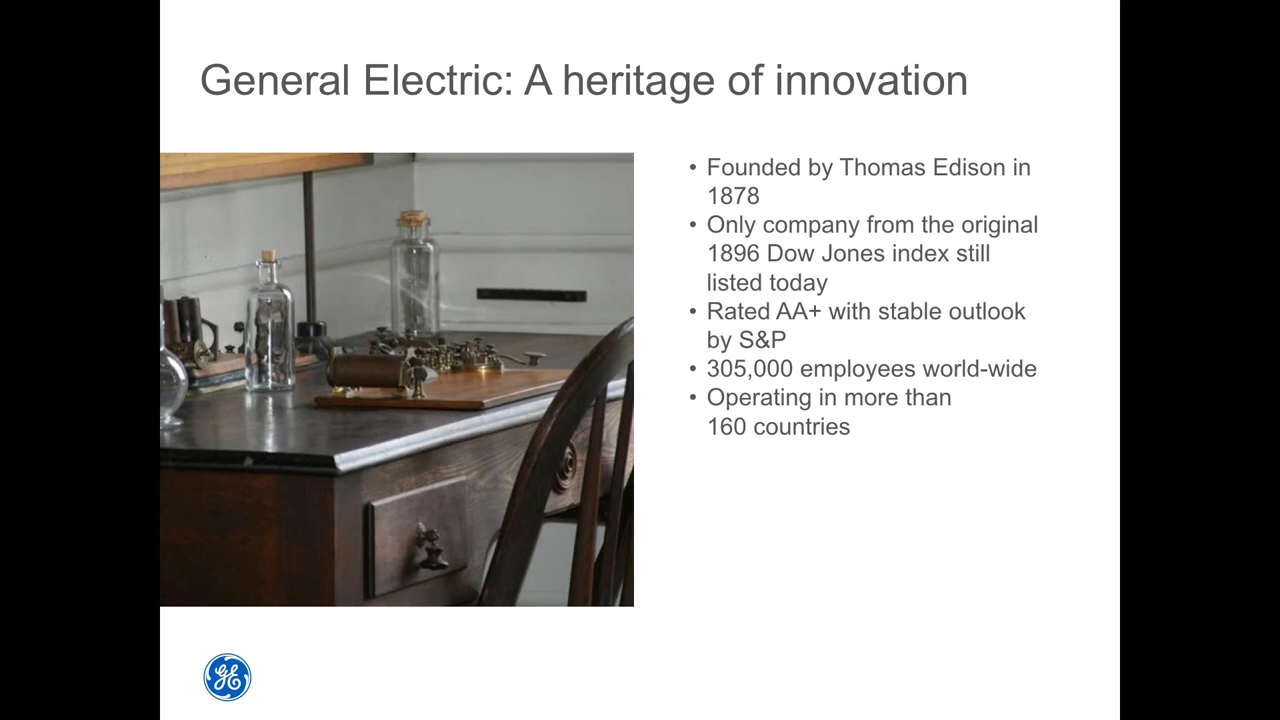 General Electric: A heritage of innovation
• Founded by Thomas Edison in
1878
• Only company from the original
1896 Dow Jones index still
listed today
• Rated AA+ with stable outlook
by S&P
• 305,000 employees world-wide
• Operating in more than
160 countries
GE